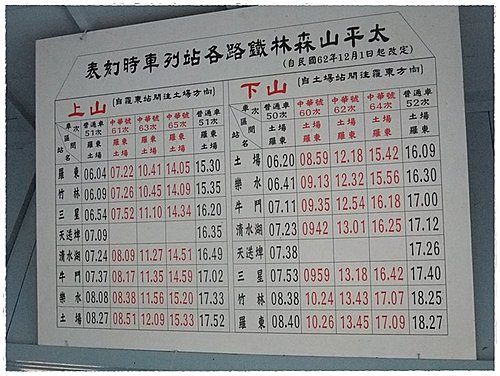 表刻時車列站各路鐵林森山平太
(自民國62年12月1日起改定)
上山 (自羅東站開往土場方向)
車次 區間 站名 普通車 51次 羅東 土場 中華號 61次 羅東 土場 中華號 63次 羅東 土場 中華號 65次 羅東 土場 普通車 51次 羅東 土場
羅東 06.04 07.22 10.41 14.05 15.30
竹林 06.09 07.26 10.45 14.09 15.35
三星 06.54 07.52 11.10 14.34 16.20
天送埤 07.09 16.35
清水湖 07.24 08.09 11.27 14.51 16.49
牛鬥 07.37 08.17 11.35 14.59 17.02
樂水 08.08 08.38 11.56 15.20 17.33
土場 08.27 08.51 12.09 15.33 17.52
下山 (自土場站開往羅東方向)
車次 區間 站名 普通車 50次 土場 羅東 中華號 60次 土場 羅東 中華號 62次 土場 羅東 中華號 64次 土場 羅東 普通車 52次 土場 羅東
土場 06.20 08.59 12.18 15.42 16.09
樂水 06.41 09.13 12.32 15.56 16.30
牛鬥 07.11 09.35 12.54 16.18 17.00
清水湖 07.23 0942 13.01 16.25 17.12
天送埤 07.38 17.26
三星 07.53 0959 13.18 16.42 17.40
竹林 08.38 10.24 13.43 17.07 18.25
羅東 08.40 10.26 13.45 17.09 18.27